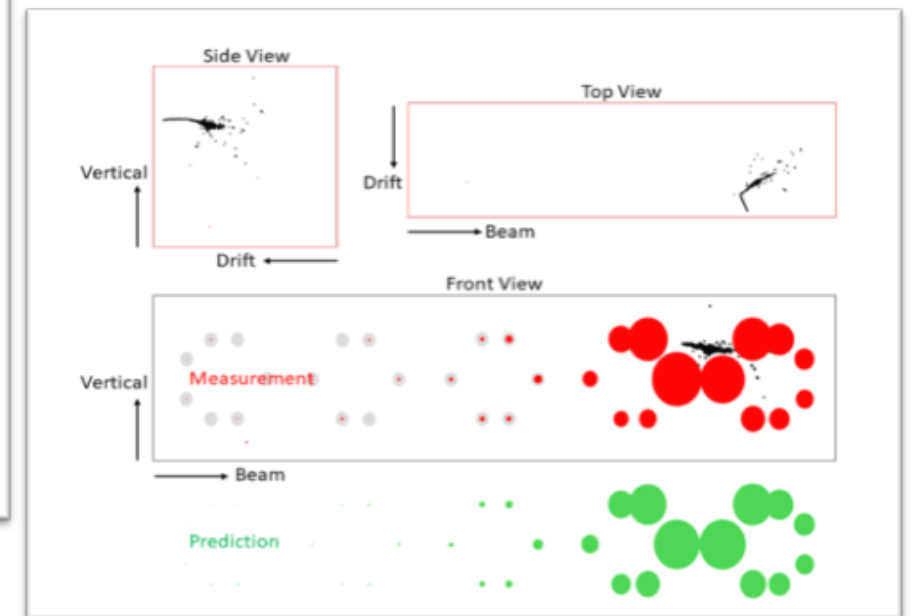 Side View
Top View
Vertical
Drift
Drift
Beam
Front View
Measurement
Vertical
Beam
Prediction